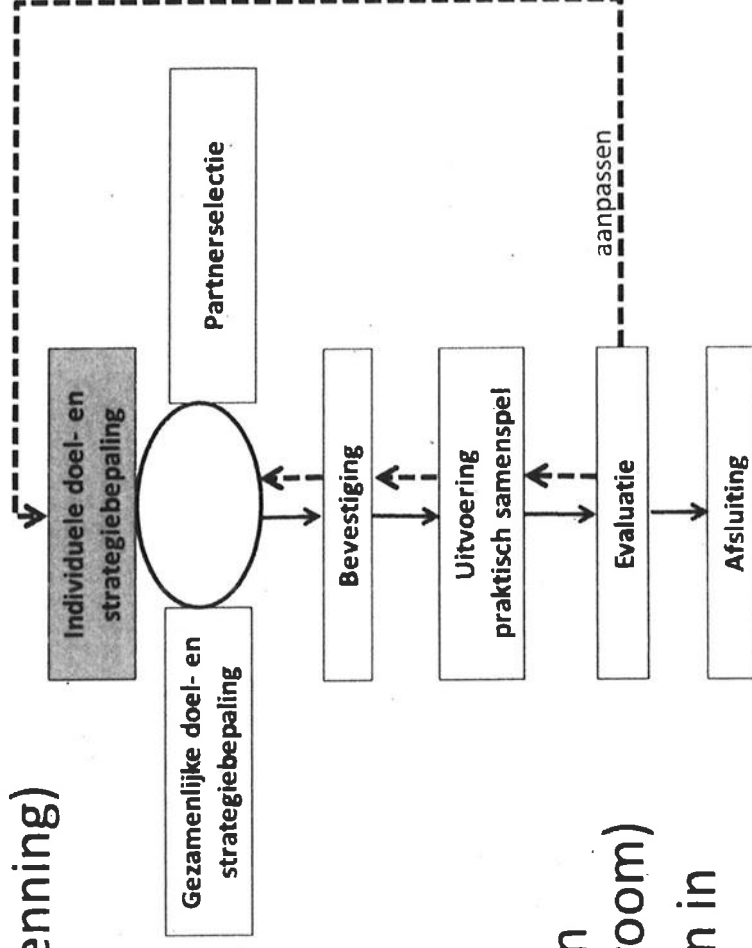 enning)
Individuele doel- en
strategiebepaling
Gezamenlijke doel- en
strategiebepaling
Partnerselectie
Bevestiging
Uitvoering
praktisch samenspel
aanpassen
Evaluatie
Afsluiting
n
oom)
n in